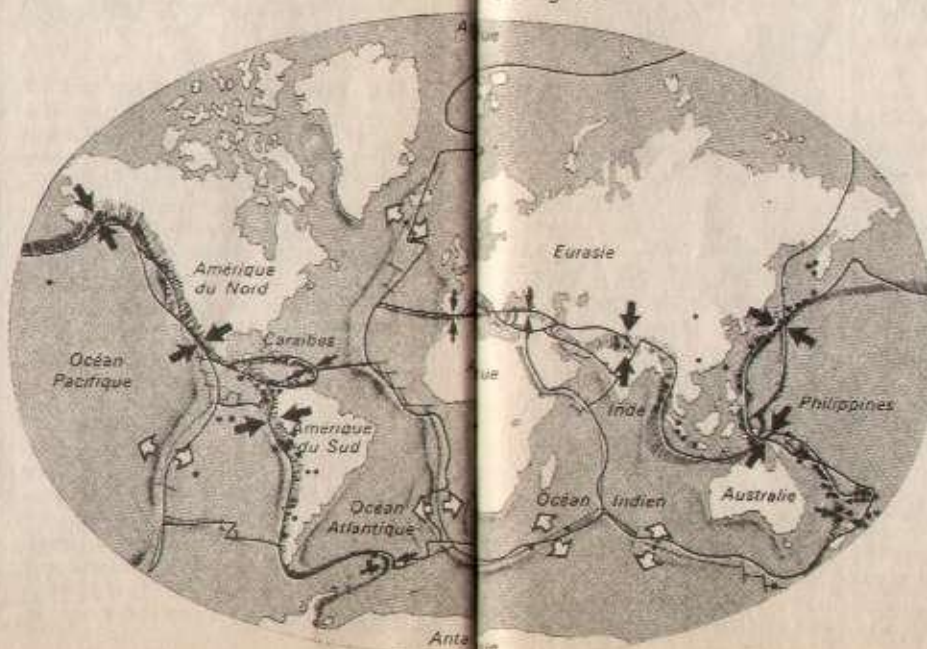 Amérique
du Nord
Eurasie
Caraïbes
Océan
Pacifique
Inde
Philippines
Amérique
du Sud
Océan
Atlantique
Océan Indien
Australie